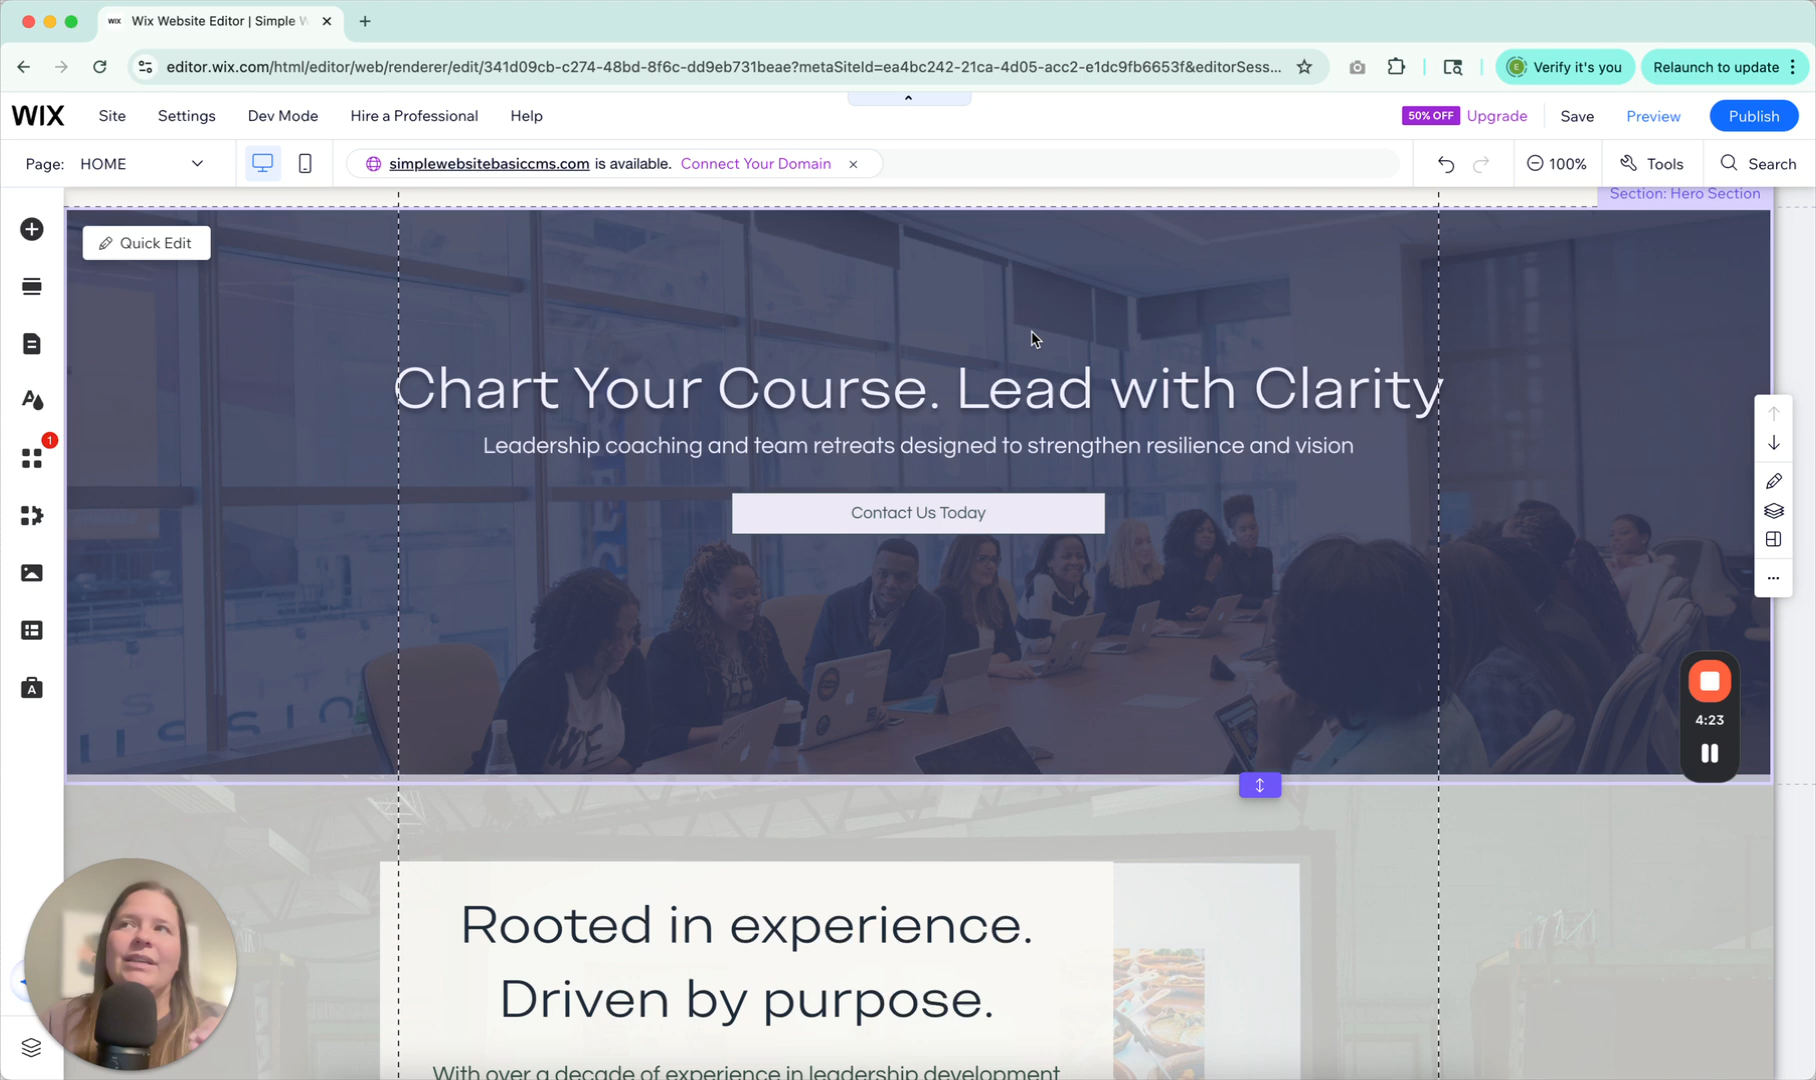 WIX Wix Website Editor | Simple W
editor.wix.com/html/editor/web/renderer/edit/341d09cb-c274-48bd-8f6c-dd9eb731beae?metaSiteId=ea4bc242-21ca-4d05-acc2-e1dc9fb6653f&editorSess... E Verify it's you Relaunch to update
WIX Site Settings Dev Mode Hire a Professional Help 50% OFF Upgrade Save Preview Publish
Page: HOME simplewebsitebasiccms.com is available. Connect Your Domain 100% Tools Search
Section: Hero Section
Quick Edit
Chart Your Course. Lead with Clarity
Leadership coaching and team retreats designed to strengthen resilience and vision
1
Contact Us Today
4:23
Rooted in experience.
Driven by purpose.
With over a decade of experience in leadership development